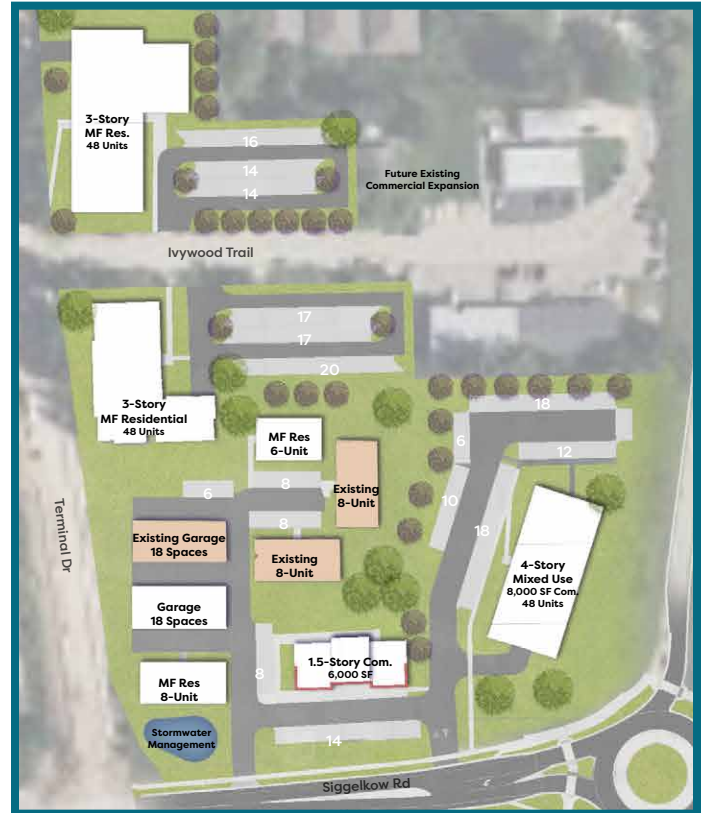 3-Story
MF Res.
48 Units
16
14
14
Future Existing
Commercial Expansion
Ivywood Trail
17
17
20
3-Story
MF Residential
48 Units
18
6
12
MF Res
6-Unit
10
18
6
8
8
Existing
8-Unit
Existing Garage
18 Spaces
Existing
8-Unit
4-Story
Mixed Use
8,000 SF Com.
48 Units
Terminal Dr
Garage
18 Spaces
1.5-Story Com.
6,000 SF
8
MF Res
8-Unit
Stormwater
Management
14
Siggelkow Rd